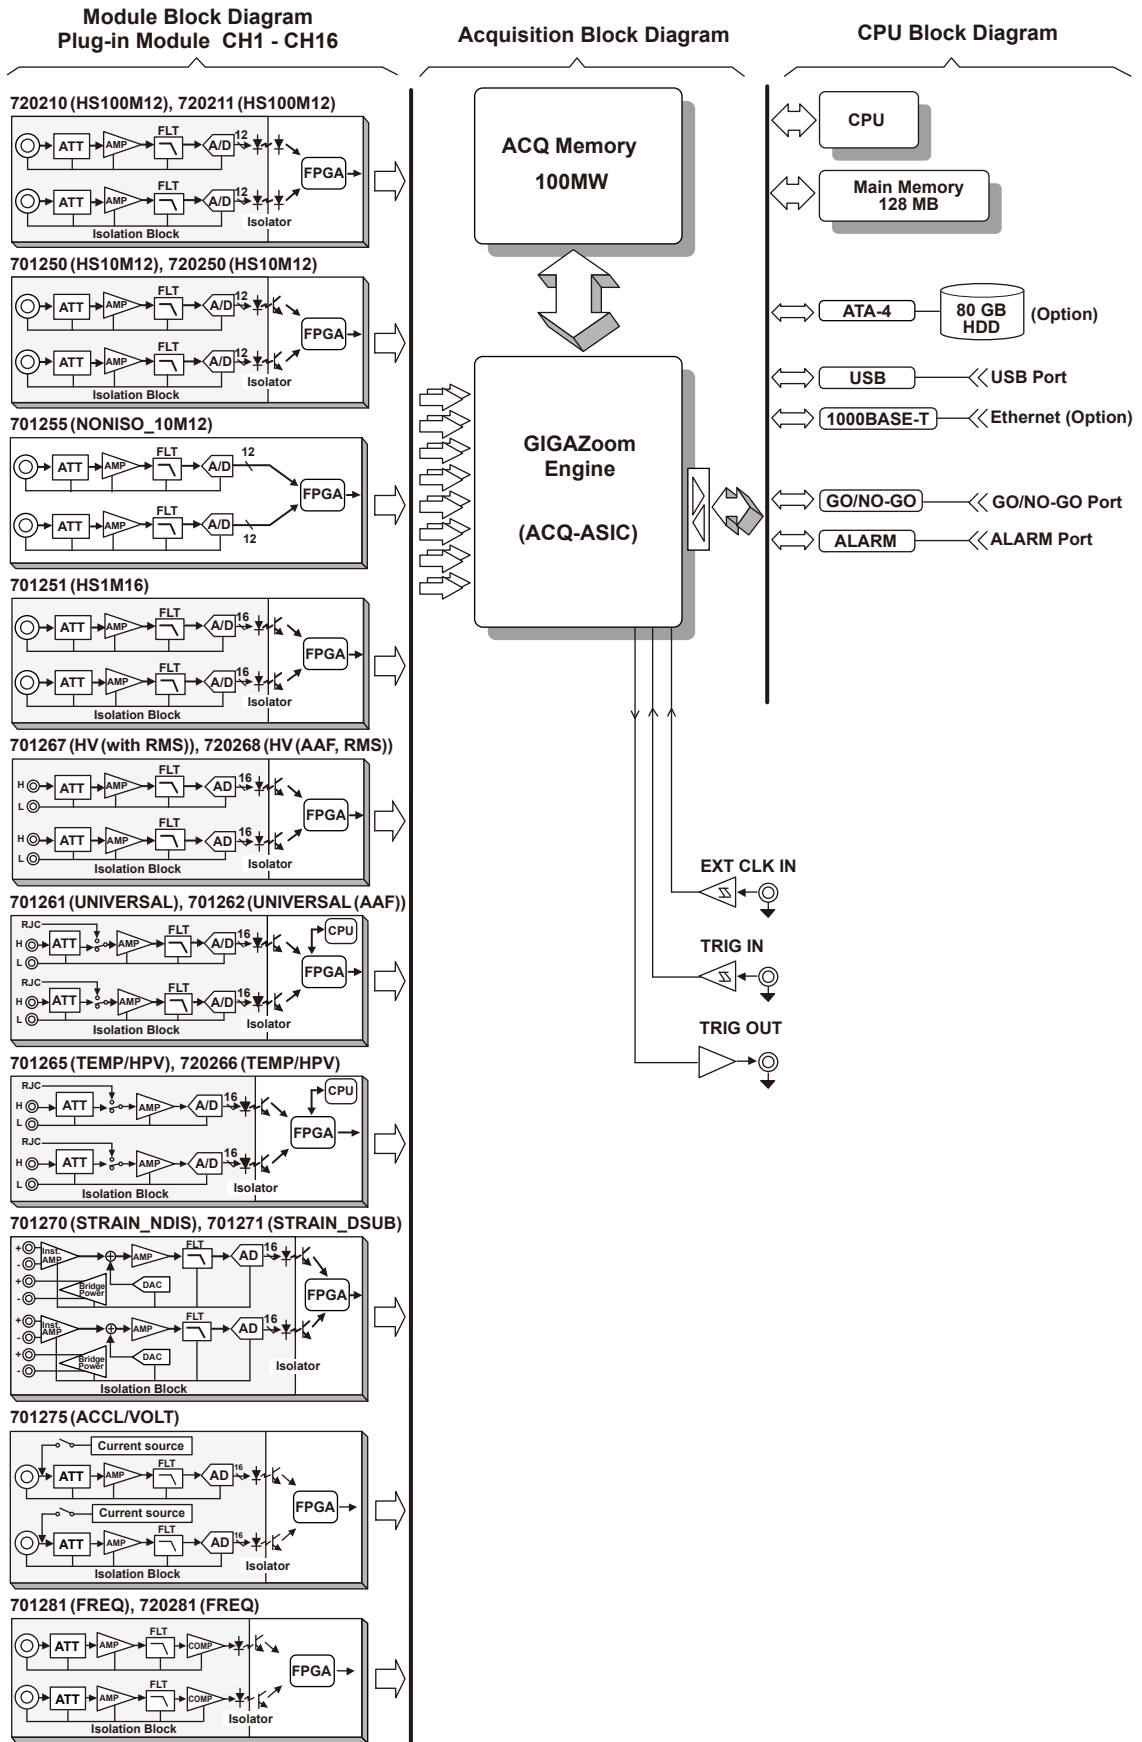 Module Block Diagram
Plug-in Module CH1 - CH16
Acquisition Block Diagram
CPU Block Diagram
720210 (HS100M12), 720211 (HS100M12)
ATT
AMP
FLT
A/D
12
FPGA
ATT
AMP
FLT
A/D
12
Isolator
Isolation Block
701250 (HS10M12), 720250 (HS10M12)
ATT
AMP
FLT
A/D
12
FPGA
ATT
AMP
FLT
A/D
12
Isolator
Isolation Block
701255 (NONISO_10M12)
ATT
AMP
FLT
A/D
12
FPGA
ATT
AMP
FLT
A/D
12
701251 (HS1M16)
ATT
AMP
FLT
A/D
16
FPGA
ATT
AMP
FLT
A/D
16
Isolator
Isolation Block
701267 (HV (with RMS)), 720268 (HV (AAF, RMS))
H
L
ATT
AMP
FLT
AD
16
FPGA
H
L
ATT
AMP
FLT
AD
16
Isolator
Isolation Block
701261 (UNIVERSAL), 701262 (UNIVERSAL (AAF))
RJC
H
L
ATT
AMP
FLT
A/D
16
CPU
FPGA
RJC
H
L
ATT
AMP
FLT
A/D
16
Isolator
Isolation Block
701265 (TEMP/HPV), 720266 (TEMP/HPV)
RJC
H
L
ATT
AMP
A/D
16
CPU
FPGA
RJC
H
L
ATT
AMP
A/D
16
Isolator
Isolation Block
701270 (STRAIN_NDIS), 701271 (STRAIN_DSUB)
+
-
+
-
Inst. AMP
Bridge Power
AMP
DAC
FLT
AD
16
FPGA
+
-
+
-
Inst. AMP
Bridge Power
AMP
DAC
FLT
AD
16
Isolator
Isolation Block
701275 (ACCL/VOLT)
Current source
ATT
AMP
FLT
AD
16
FPGA
Current source
ATT
AMP
FLT
AD
16
Isolator
Isolation Block
701281 (FREQ), 720281 (FREQ)
ATT
AMP
FLT
COMP
FPGA
ATT
AMP
FLT
COMP
Isolator
Isolation Block
ACQ Memory
100MW
GIGAZoom
Engine
(ACQ-ASIC)
EXT CLK IN
TRIG IN
TRIG OUT
CPU
Main Memory
128 MB
ATA-4
80 GB
HDD
(Option)
USB
USB Port
1000BASE-T
Ethernet (Option)
GO/NO-GO
GO/NO-GO Port
ALARM
ALARM Port